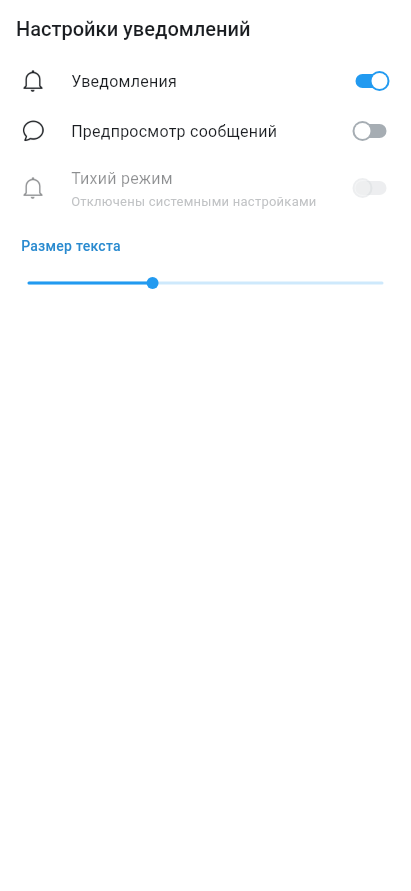 Настройки уведомлений
Уведомления
Предпросмотр сообщений
Тихий режим
Отключены системными настройками
Размер текста